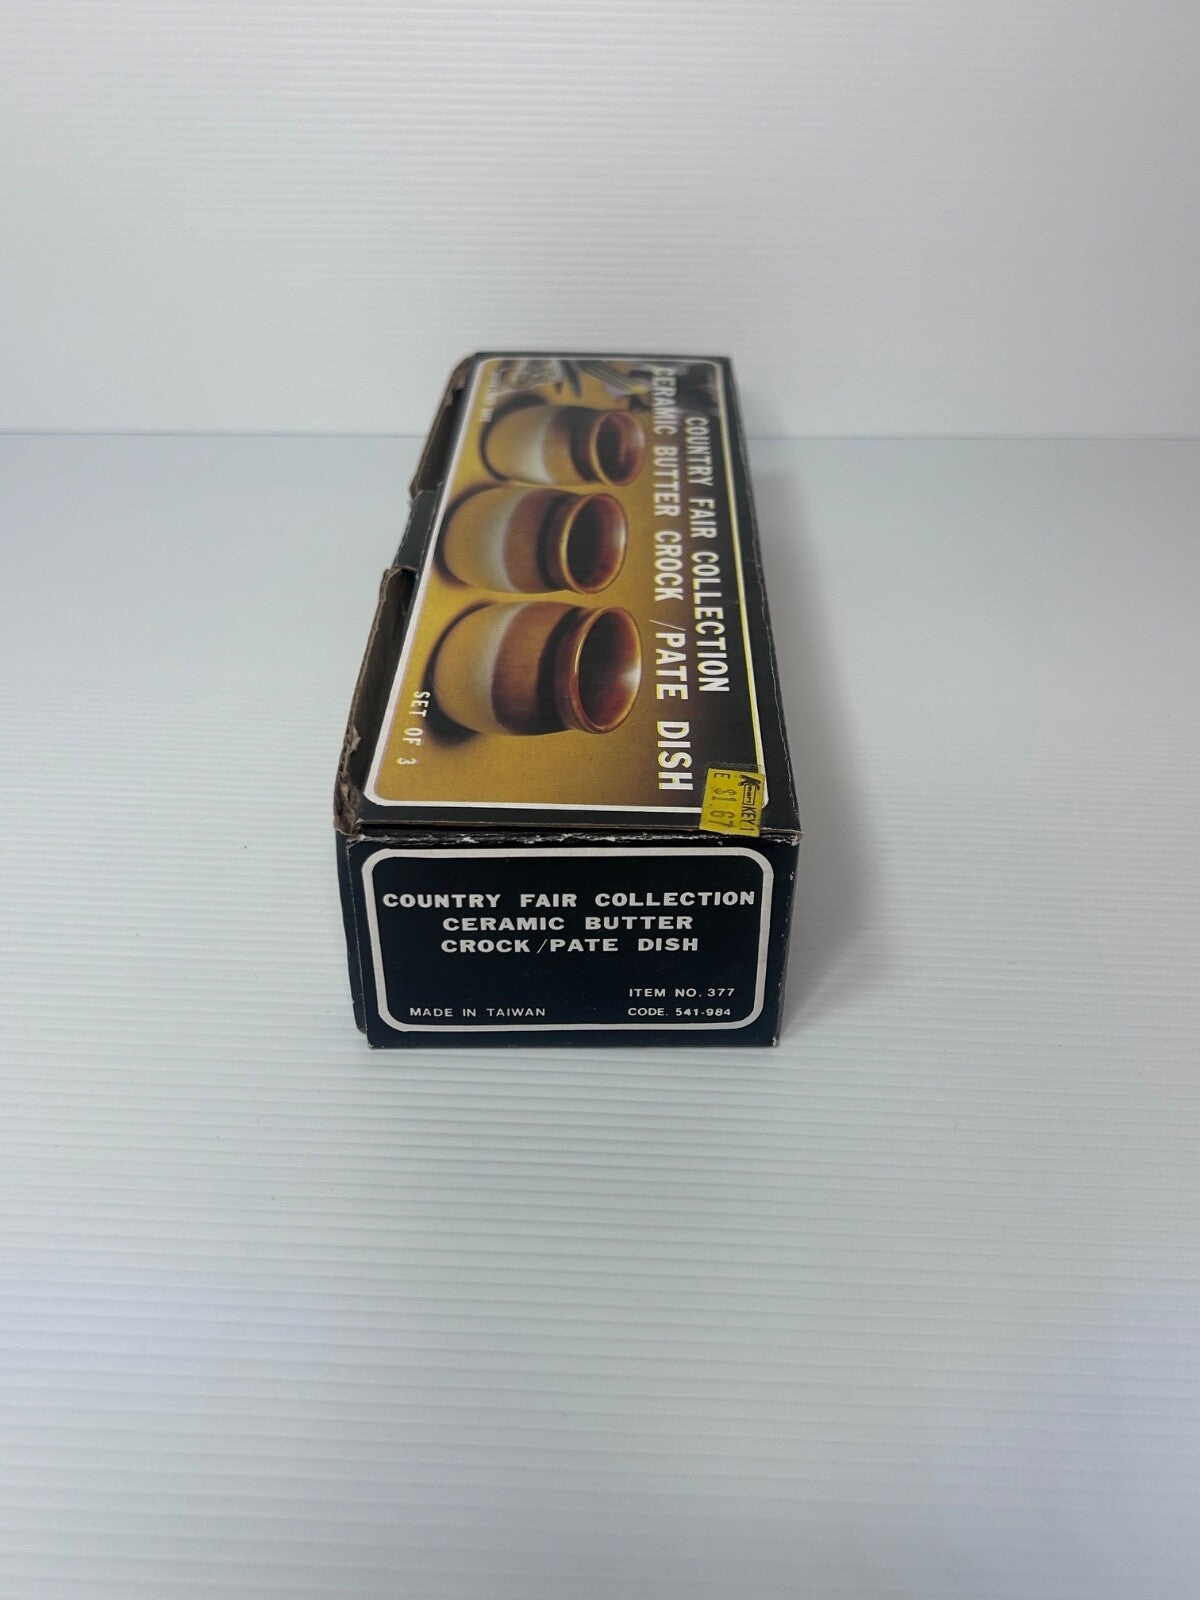 COUNTRY FAIR COLLECTION
CERAMIC BUTTER CROCK / PATE DISH
SET OF 3
Kmart KEY1
E $1.67
COUNTRY FAIR COLLECTION
CERAMIC BUTTER
CROCK / PATE DISH
ITEM NO. 377
MADE IN TAIWAN
CODE. 541-984